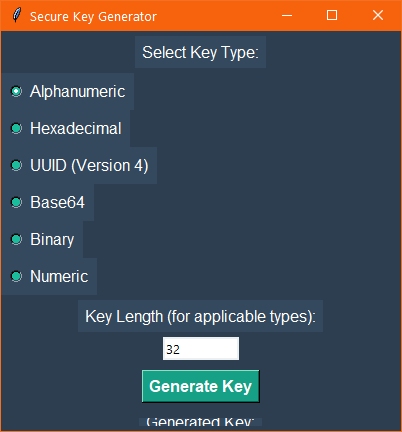 Secure Key Generator
Select Key Type:
Alphanumeric
Hexadecimal
UUID (Version 4)
Base64
Binary
Numeric
Key Length (for applicable types):
32
Generate Key
Generated Key: